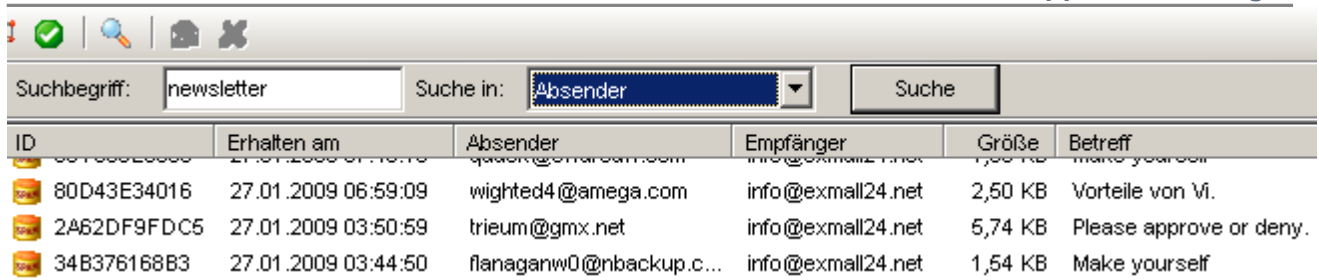 Suchbegriff: newsletter Suche in: Absender Suche
ID Erhalten am Absender Empfänger Größe Betreff
80D43E34016 27.01.2009 06:59:09 wighted4@amega.com info@exmall24.net 2,50 KB Vorteile von Vi.
2A62DF9FDC5 27.01.2009 03:50:59 trieum@gmx.net info@exmall24.net 5,74 KB Please approve or deny.
34B376168B3 27.01.2009 03:44:50 flanaganw0@nbackup.c... info@exmall24.net 1,54 KB Make yourself